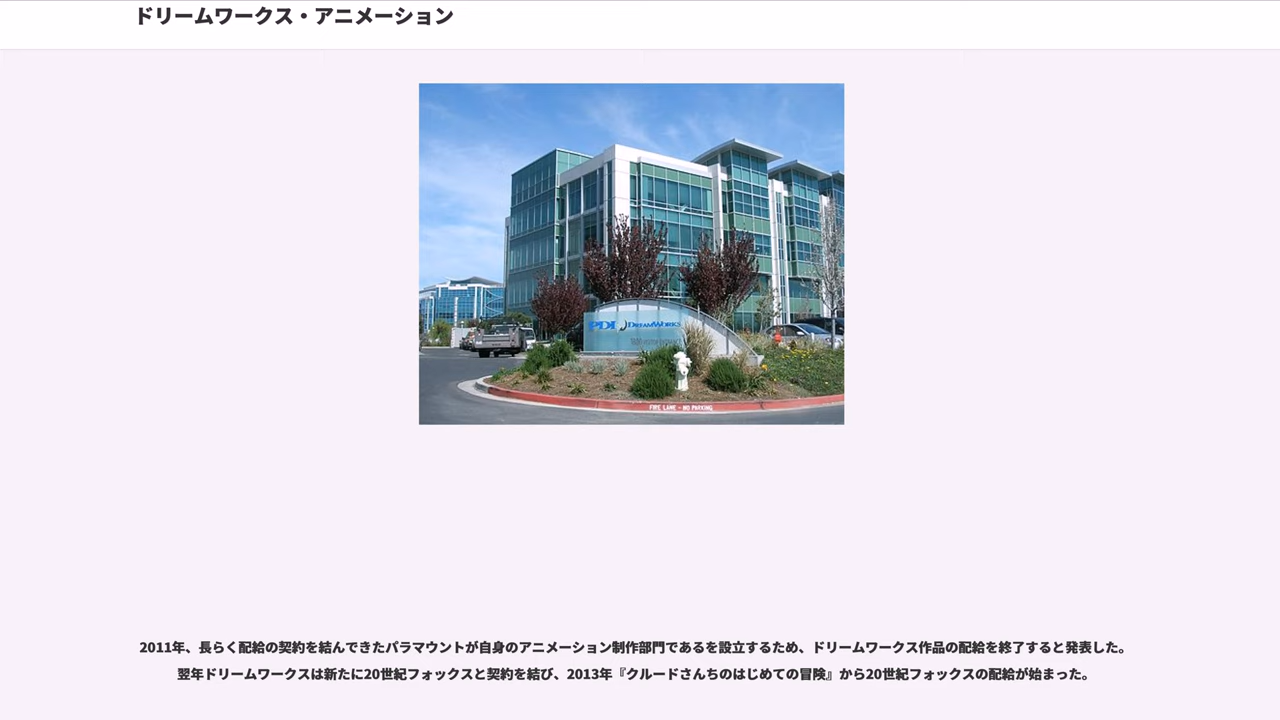 ドリームワークス・アニメーション
PDI DREAMWORKS
FIRE LANE - NO PARKING
2011年、長らく配給の契約を結んできたパラマウントが自身のアニメーション制作部門であるを設立するため、ドリームワークス作品の配給を終了すると発表した。
翌年ドリームワークスは新たに20世紀フォックスと契約を結び、2013年『クルードさんちのはじめての冒険』から20世紀フォックスの配給が始まった。